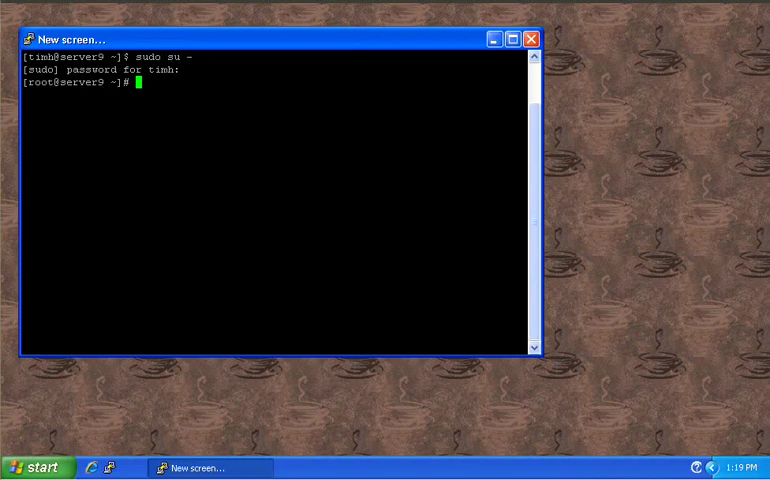 New screen...
[timh@server9 ~]$ sudo su -
[sudo] password for timh:
[root@server9 ~]#
start
New screen...
1:19 PM